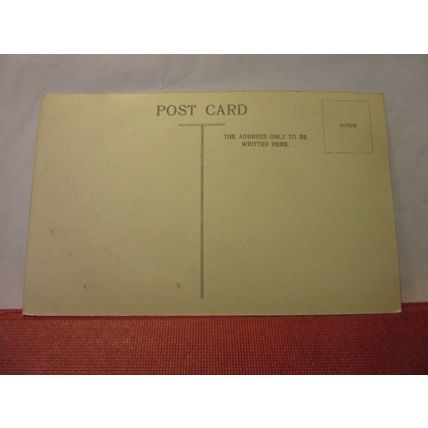 POST CARD
THE ADDRESS ONLY TO BE
WRITTEN HERE.